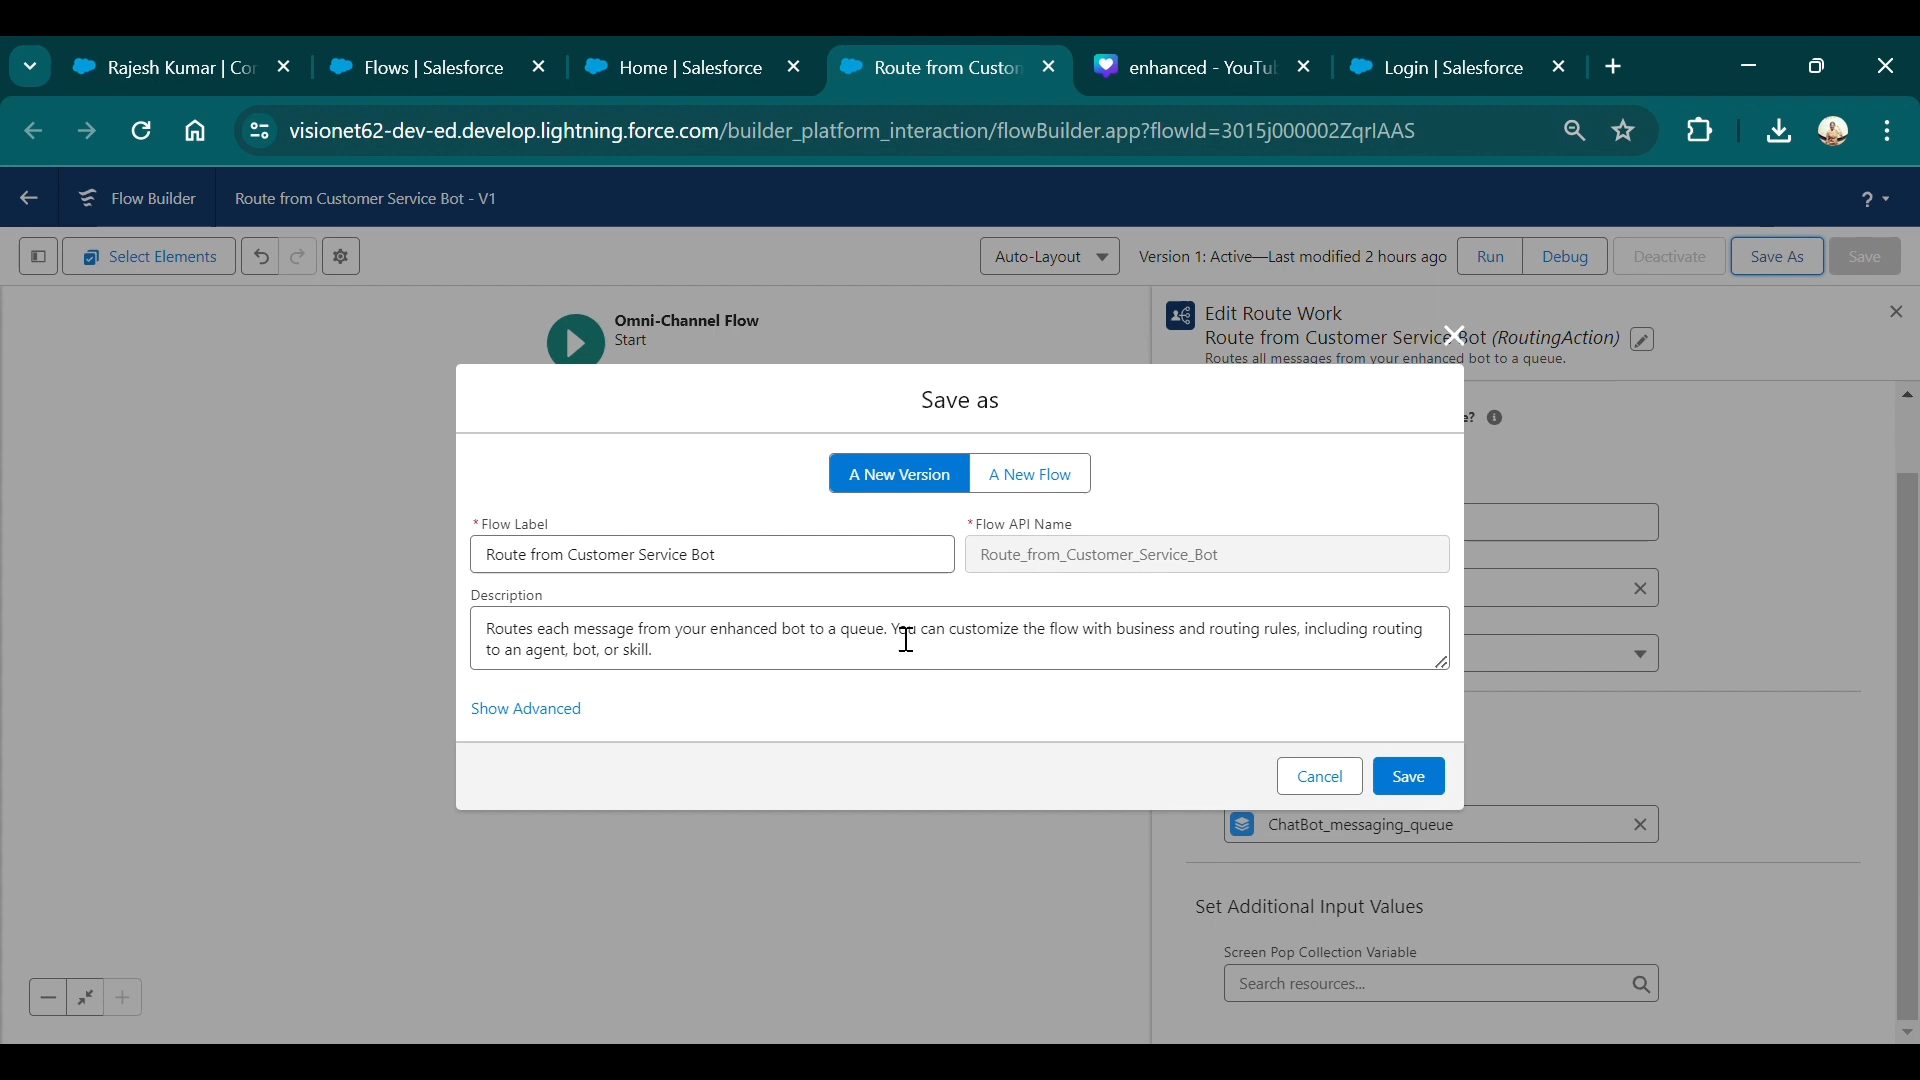 Rajesh Kumar | Cor
Flows | Salesforce
Home | Salesforce
Route from Custom
enhanced - YouTub
Login | Salesforce
visionet62-dev-ed.develop.lightning.force.com/builder_platform_interaction/flowBuilder.app?flowId=3015j000002ZqrlAAS
Flow Builder
Route from Customer Service Bot - V1
?
Select Elements
Auto-Layout
Version 1: Active—Last modified 2 hours ago
Run
Debug
Deactivate
Save As
Save
Omni-Channel Flow
Start
Edit Route Work
Route from Customer Service Bot (RoutingAction)
Routes all messages from your enhanced bot to a queue.
Save as
e?
A New Version
A New Flow
* Flow Label
* Flow API Name
Route from Customer Service Bot
Route_from_Customer_Service_Bot
Description
Routes each message from your enhanced bot to a queue. You can customize the flow with business and routing rules, including routing
to an agent, bot, or skill.
Show Advanced
Cancel
Save
ChatBot_messaging_queue
Set Additional Input Values
Screen Pop Collection Variable
Search resources...